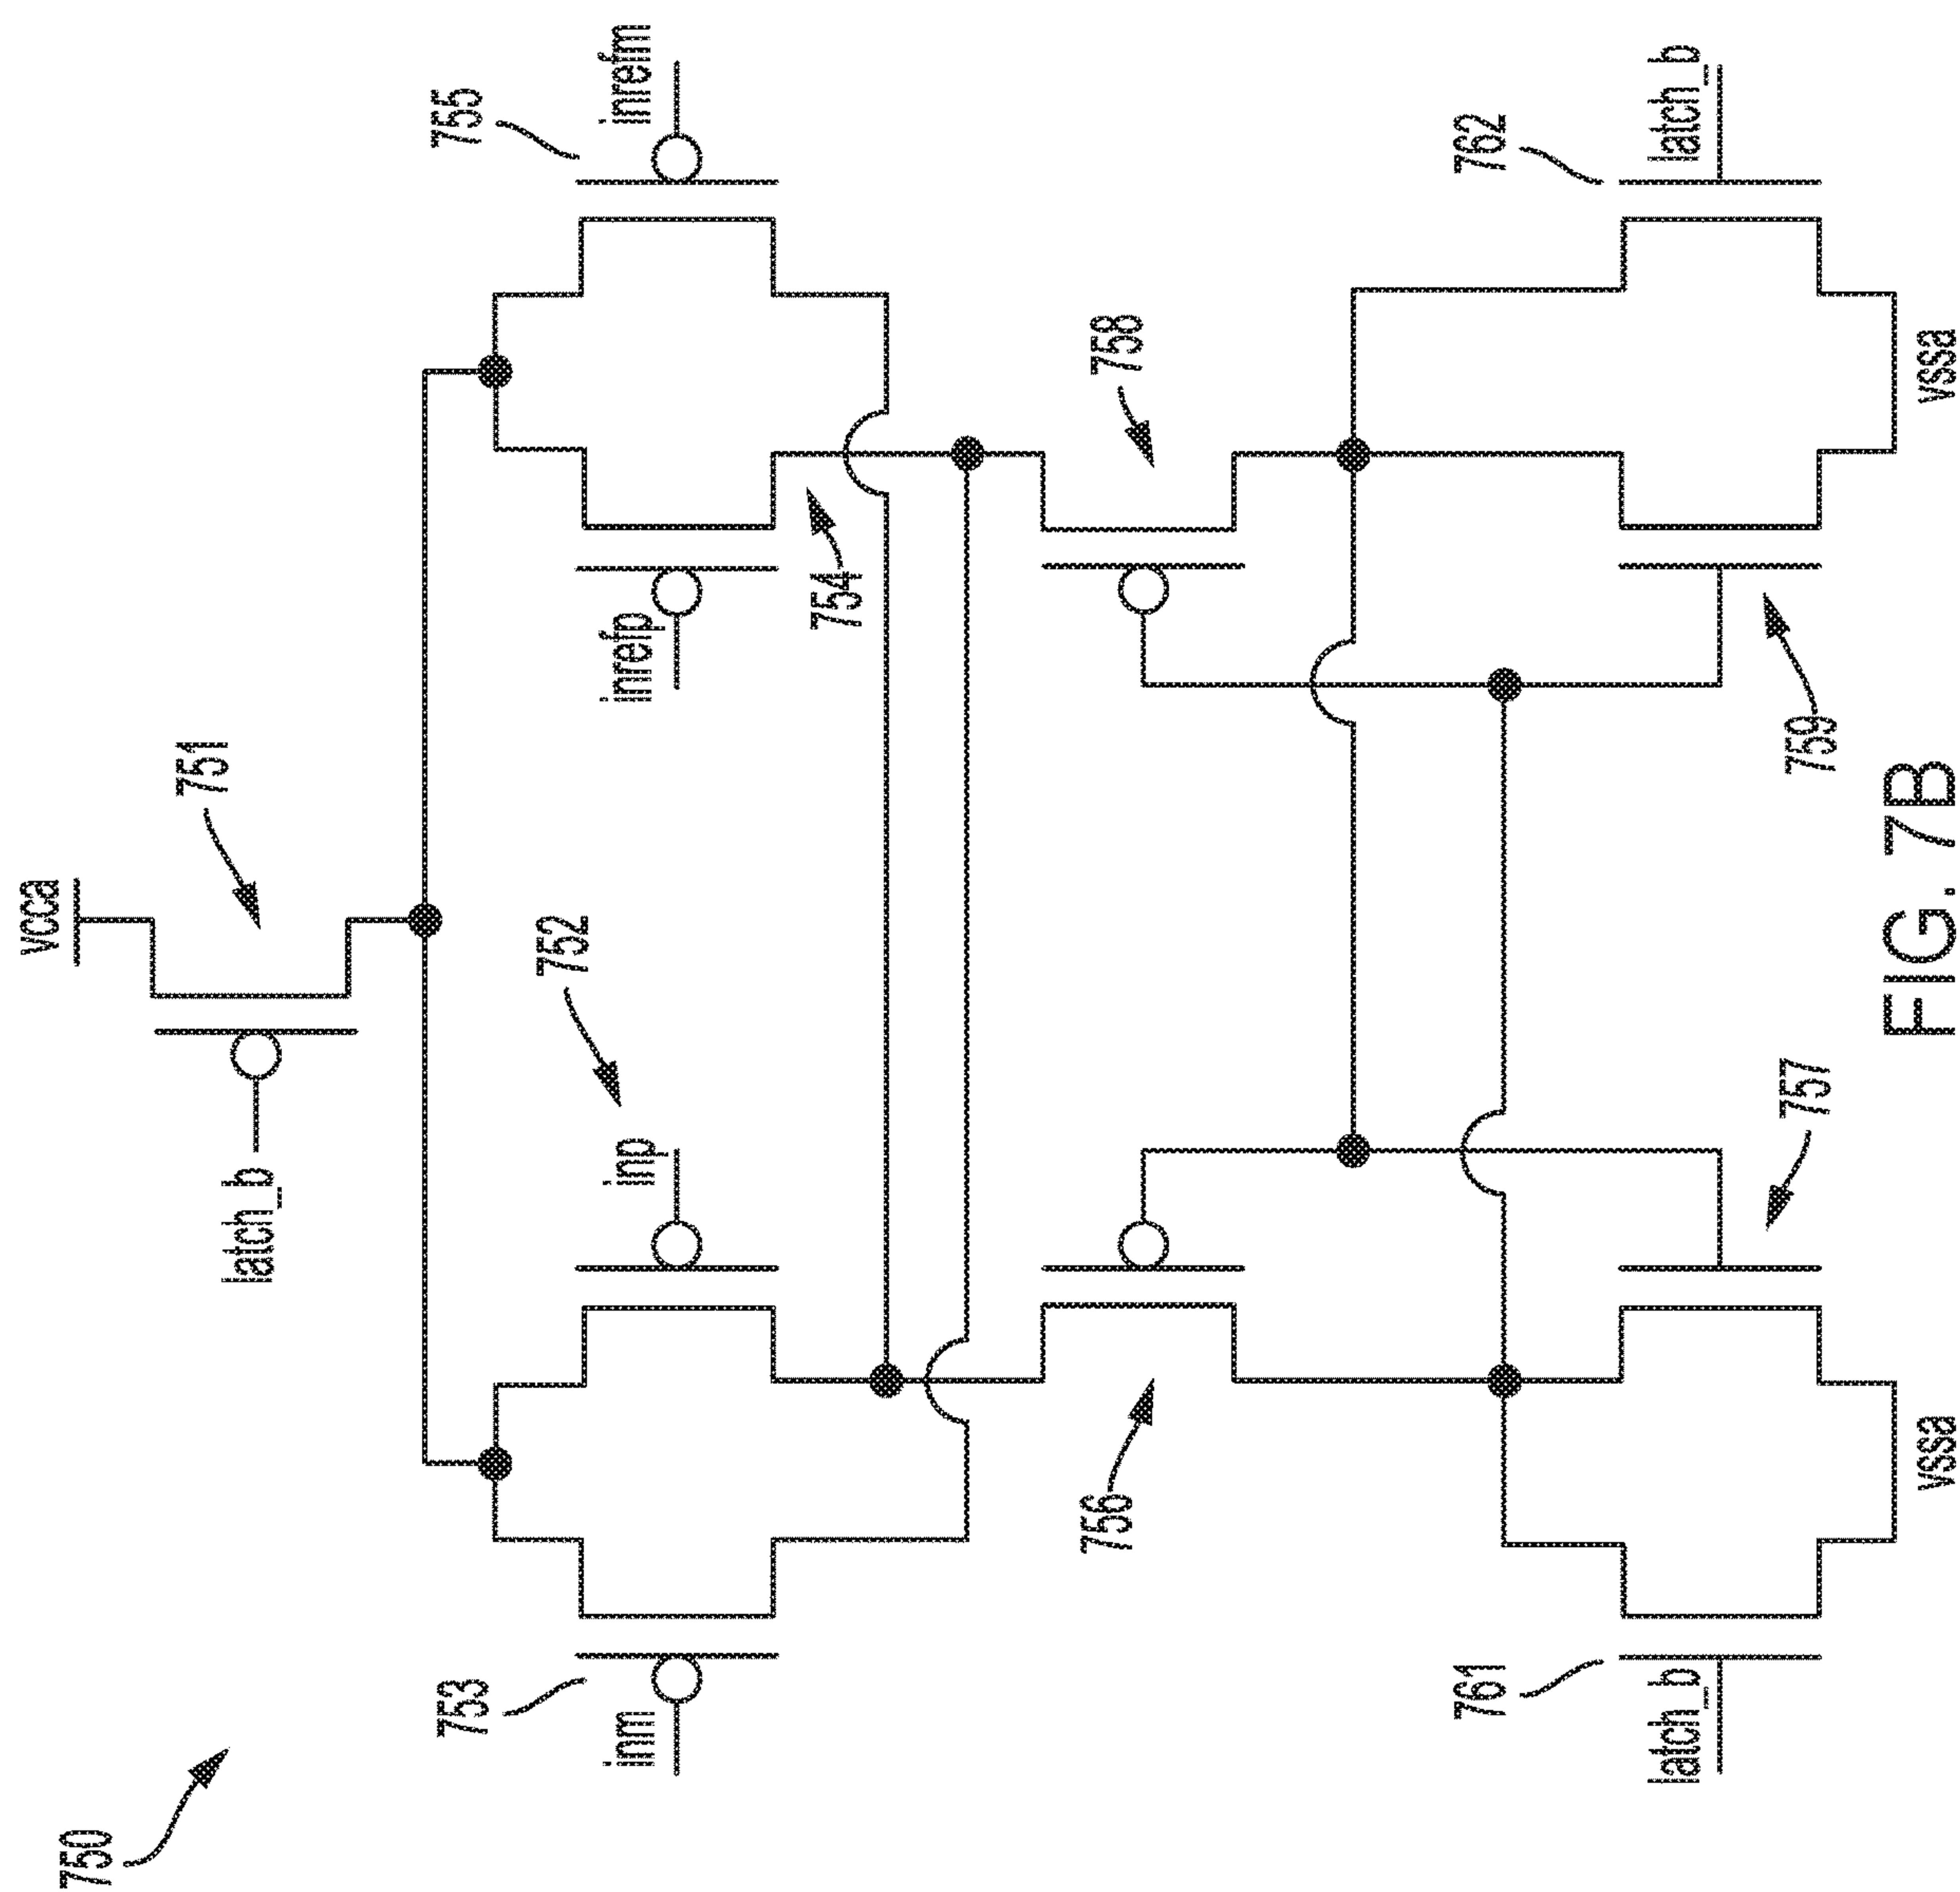 750
vcca
751
latch_b
753
inm
752
inp
inrefp
754
755
inrefm
756
758
761
latch_b
757
759
762
latch_b
vssa
vssa
FIG. 7B